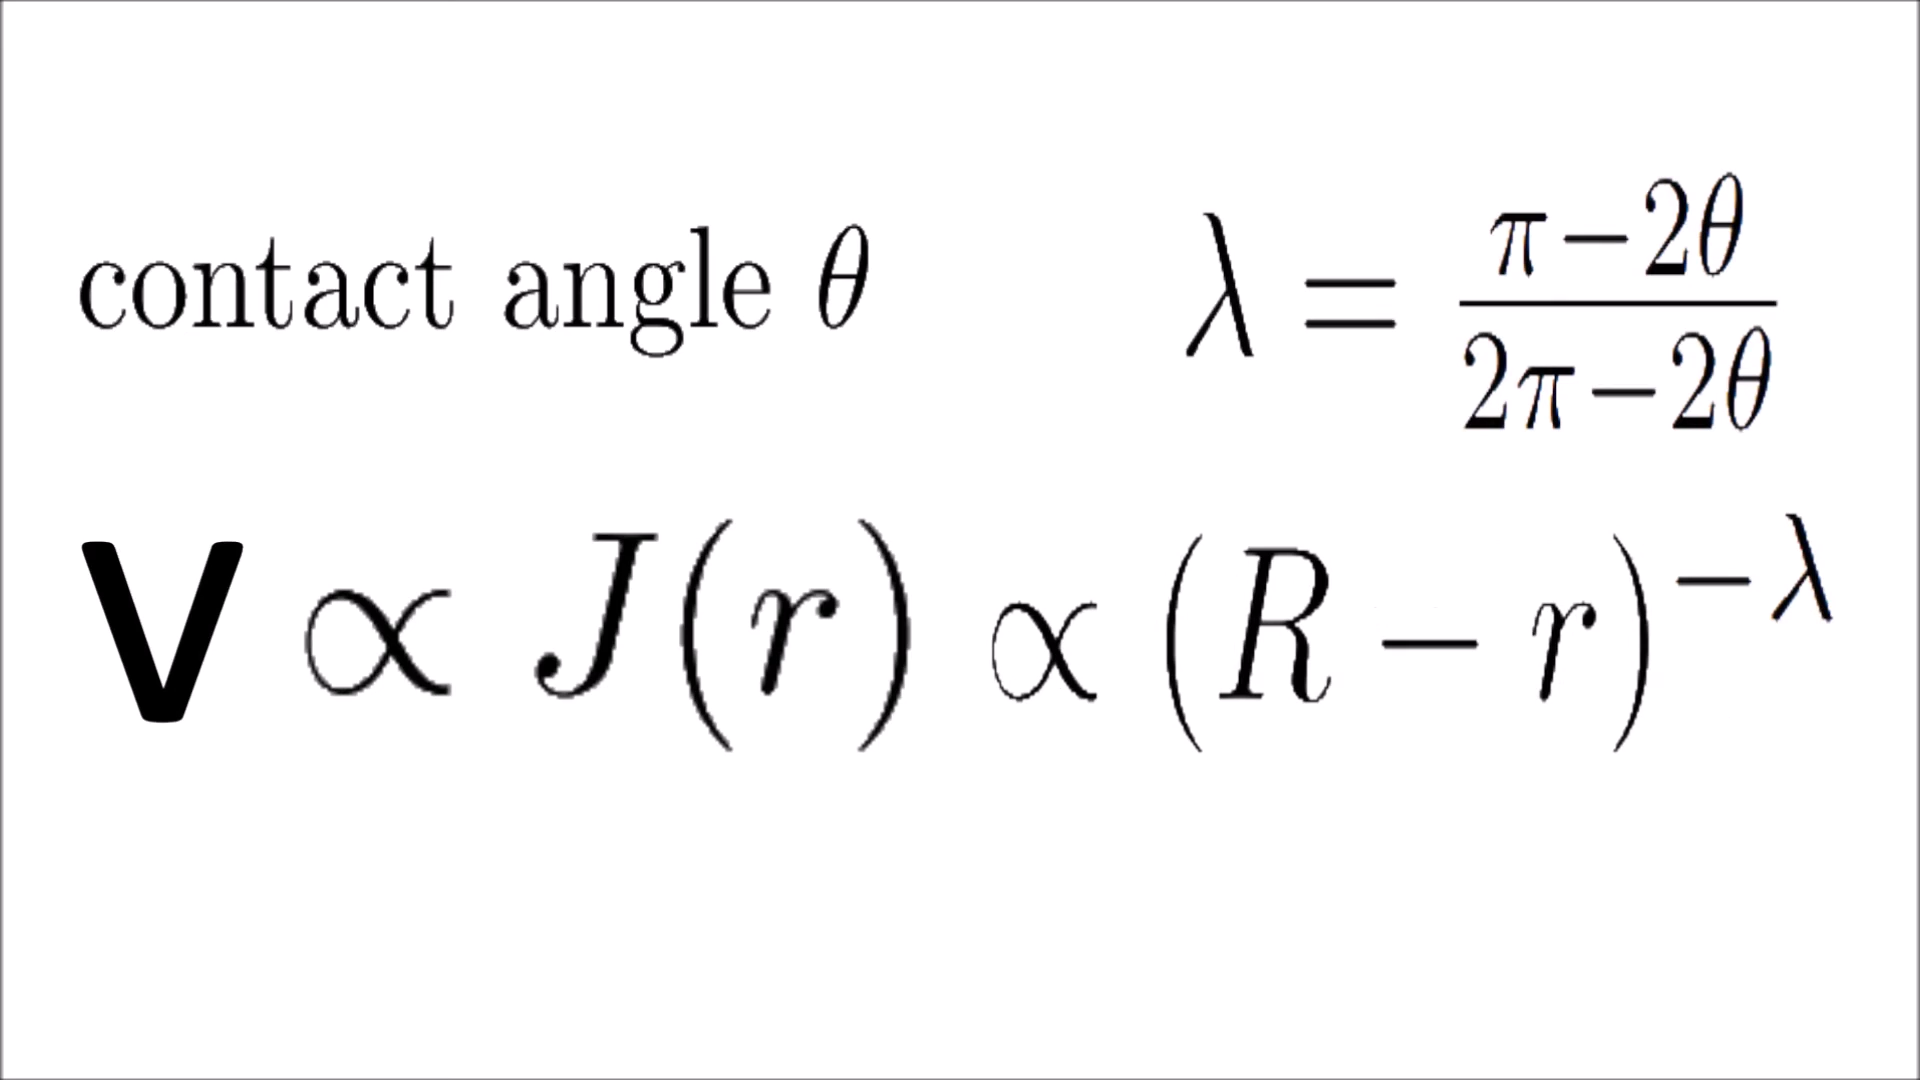 contact angle θ λ = π−2θ / 2π−2θ
V ∝ J(r) ∝ (R − r)^−λ